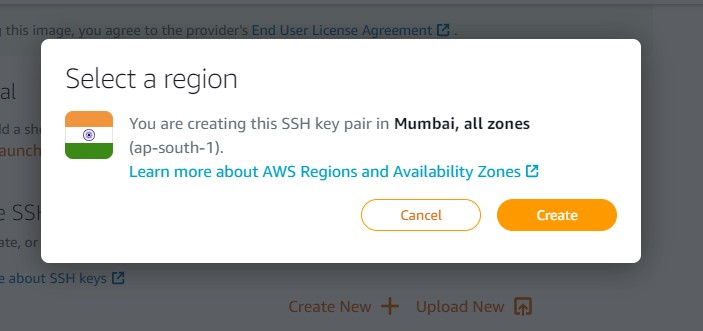 g this image, you agree to the provider's End User License Agreement .
Select a region
al
You are creating this SSH key pair in Mumbai, all zones
(ap-south-1).
Learn more about AWS Regions and Availability Zones
d a sh
aunch
Cancel
Create
e SSH
ate, or
e about SSH keys
Create New
Upload New